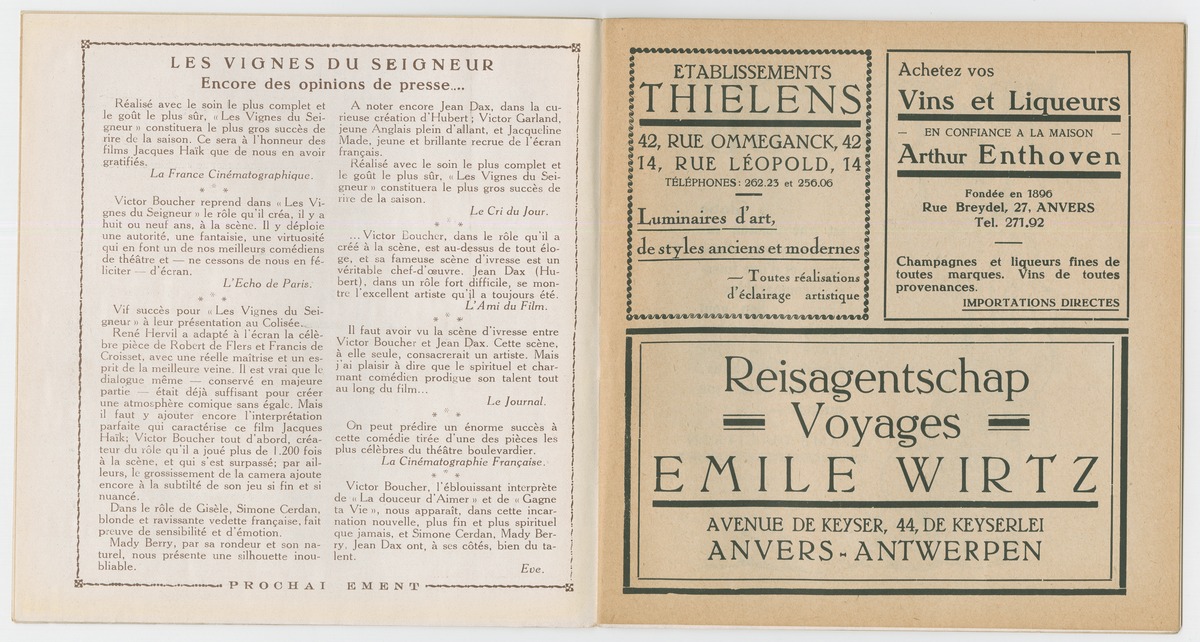 LES VIGNES DU SEIGNEUR
Encore des opinions de presse....
Réalisé avec le soin le plus complet et
le goût le plus sûr, « Les Vignes du Sei-
gneur » constituera le plus gros succès de
rire de la saison. Ce sera à l'honneur des
films Jacques Haïk que de nous en avoir
gratifiés.
La France Cinématographique.
* * *
Victor Boucher reprend dans « Les Vi-
gnes du Seigneur » le rôle qu'il créa, il y a
huit ou neuf ans, à la scène. Il y déploie
une autorité, une fantaisie, une virtuosité
qui en font un de nos meilleurs comédiens
de théâtre et — ne cessons de nous en fé-
liciter — d'écran.
L'Echo de Paris.
* * *
Vif succès pour « Les Vignes du Sei-
gneur » à leur présentation au Colisée.
René Hervil a adapté à l'écran la célè-
bre pièce de Robert de Flers et Francis de
Croisset, avec une réelle maîtrise et un es-
prit de la meilleure veine. Il est vrai que le
dialogue même — conservé en majeure
partie — était déjà suffisant pour créer
une atmosphère comique sans égale. Mais
il faut y ajouter encore l'interprétation
parfaite qui caractérise ce film Jacques
Haïk; Victor Boucher tout d'abord, créa-
teur du rôle qu'il a joué plus de 1.200 fois
à la scène, et qui s'est surpassé; par ail-
leurs, le grossissement de la camera ajoute
encore à la subtilté de son jeu si fin et si
nuancé.
Dans le rôle de Gisèle, Simone Cerdan,
blonde et ravissante vedette française, fait
preuve de sensibilité et d'émotion.
Mady Berry, par sa rondeur et son na-
turel, nous présente une silhouette inou-
bliable.
A noter encore Jean Dax, dans la cu-
rieuse création d'Hubert ; Victor Garland,
jeune Anglais plein d'allant, et Jacqueline
Made, jeune et brillante recrue de l'écran
français.
Réalisé avec le soin le plus complet et
le goût le plus sûr, « Les Vignes du Sei-
gneur » constituera le plus gros succès de
rire de la saison.
Le Cri du Jour.
* * *
... Victor Boucher, dans le rôle qu'il a
créé à la scène, est au-dessus de tout élo-
ge, et sa fameuse scène d'ivresse est un
véritable chef-d'œuvre. Jean Dax (Hu-
bert), dans un rôle fort difficile, se mon-
tre l'excellent artiste qu'il a toujours été.
L'Ami du Film.
* * *
Il faut avoir vu la scène d'ivresse entre
Victor Boucher et Jean Dax. Cette scène,
à elle seule, consacrerait un artiste. Mais
j'ai plaisir à dire que le spirituel et char-
mant comédien prodigue son talent tout
au long du film...
Le Journal.
* * *
On peut prédire un énorme succès à
cette comédie tirée d'une des pièces les
plus célèbres du théâtre boulevardier.
La Cinématographie Française.
* * *
Victor Boucher, l'éblouissant interprète
de « La douceur d'Aimer » et de « Gagne
ta Vie », nous apparaît, dans cette incar-
nation nouvelle, plus fin et plus spirituel
que jamais, et Simone Cerdan, Mady Ber-
ry, Jean Dax ont, à ses côtés, bien du ta-
lent.
Eve.
PROCHAI EMENT
ETABLISSEMENTS
THIELENS
42, RUE OMMEGANCK, 42
14, RUE LÉOPOLD, 14
TÉLÉPHONES : 262.23 et 256.06
Luminaires d'art,
de styles anciens et modernes
— Toutes réalisations
d'éclairage artistique
Achetez vos
Vins et Liqueurs
— EN CONFIANCE A LA MAISON —
Arthur Enthoven
Fondée en 1896
Rue Breydel, 27, ANVERS
Tel. 271.92
Champagnes et liqueurs fines de
toutes marques. Vins de toutes
provenances.
IMPORTATIONS DIRECTES
Reisagentschap
Voyages
EMILE WIRTZ
AVENUE DE KEYSER, 44, DE KEYSERLEI
ANVERS - ANTWERPEN